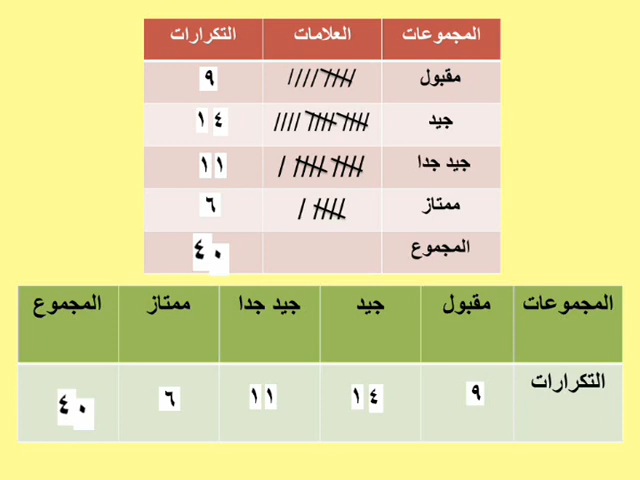 المجموعات العلامات التكرارات
مقبول ٩
جيد ١٤
جيد جدا ١١
ممتاز ٦
المجموع ٤٠
المجموعات مقبول جيد جيد جدا ممتاز المجموع
التكرارات ٩ ١٤ ١١ ٦ ٤٠